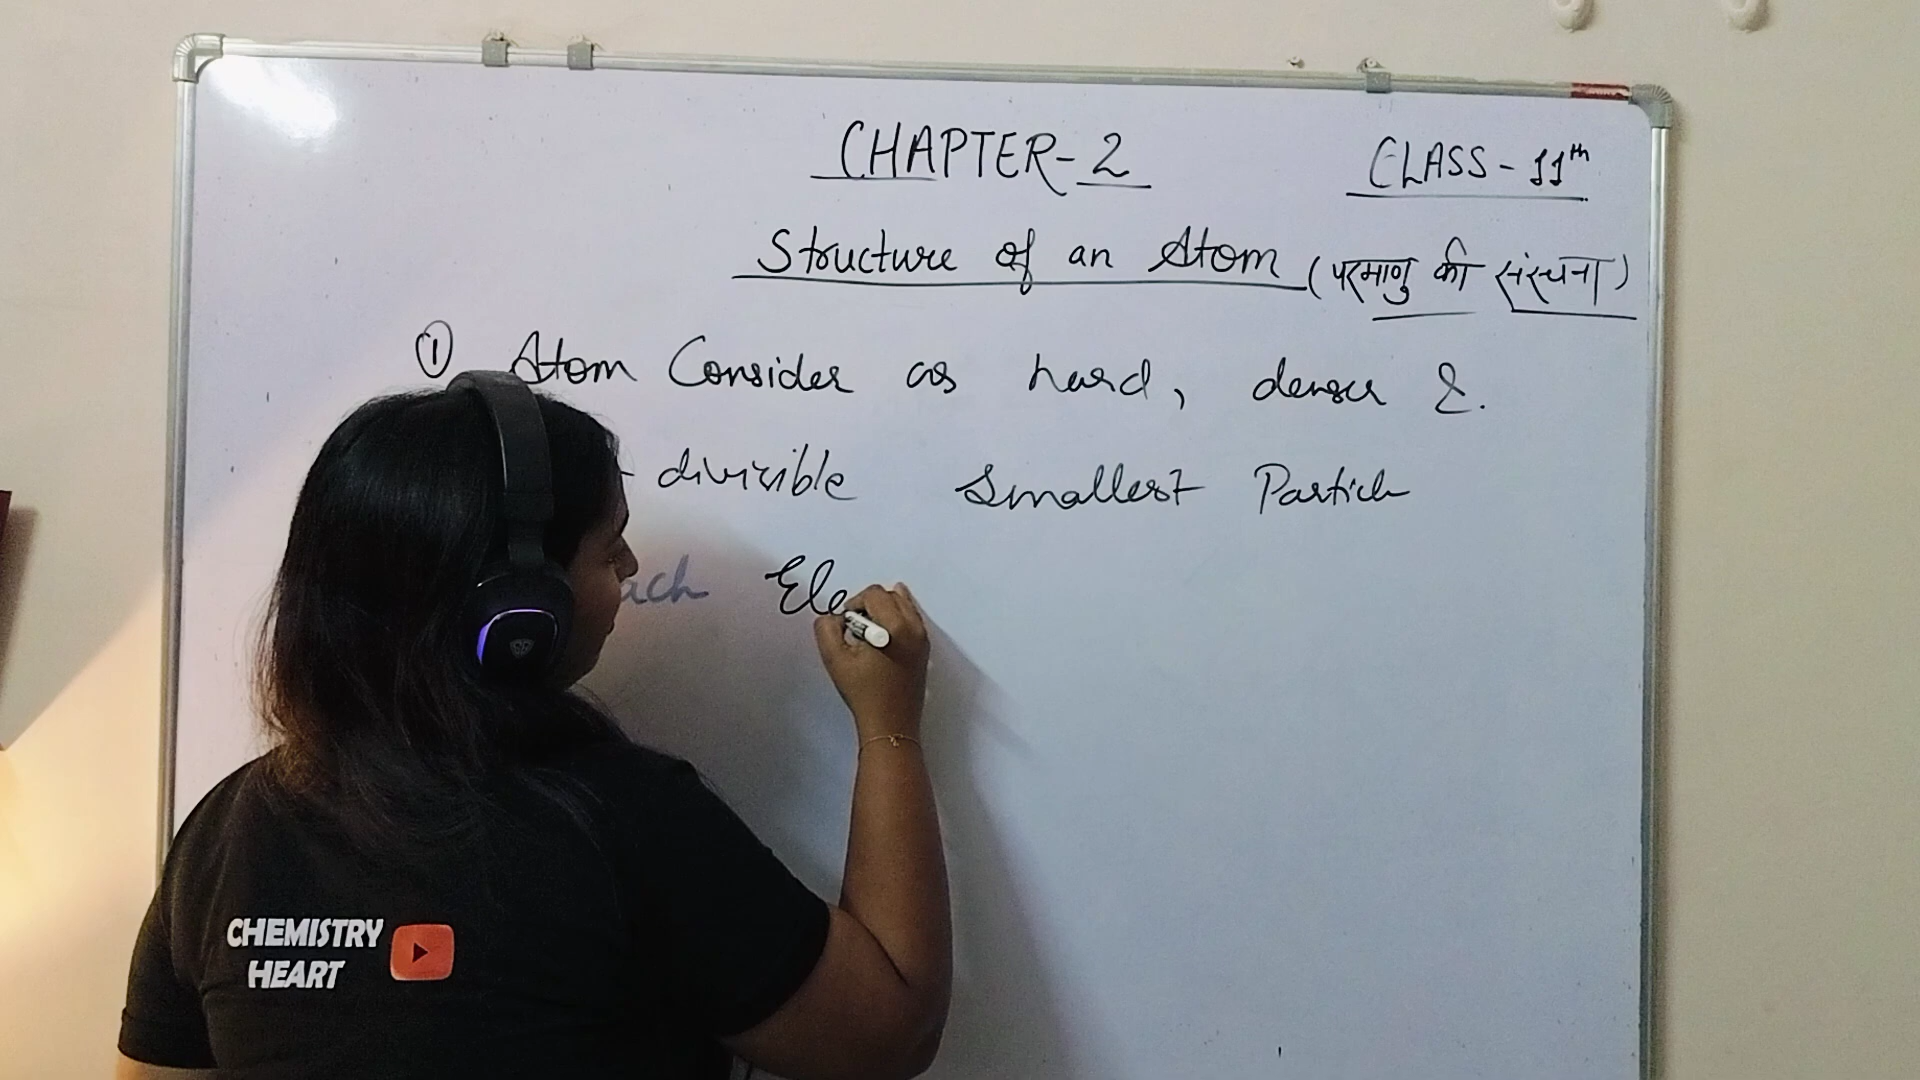 CHAPTER-2
CLASS-11th
Structure of an Atom (परमाणु की संरचना)
① Atom Consider as hard, dense &.
- divisible Smallest Particle
ach Ele
CHEMISTRY
HEART